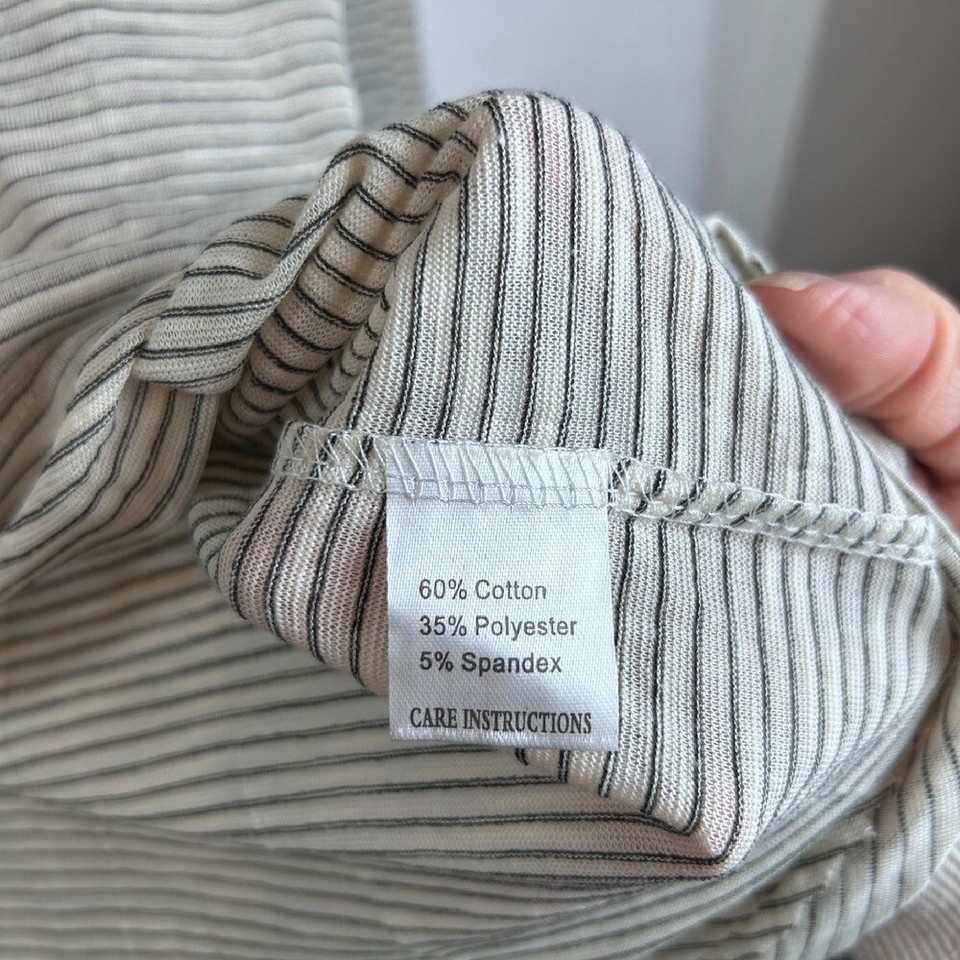 60% Cotton
35% Polyester
5% Spandex
CARE INSTRUCTIONS